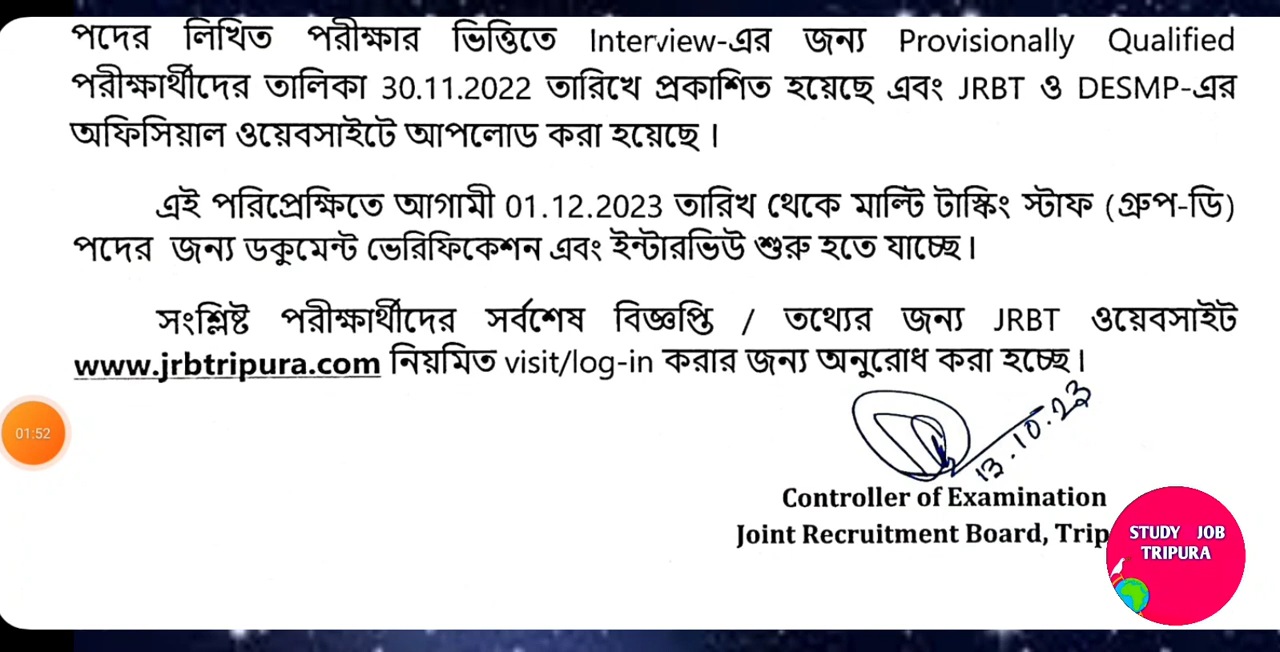 পদের লিখিত পরীক্ষার ভিত্তিতে Interview-এর জন্য Provisionally Qualified
পরীক্ষার্থীদের তালিকা 30.11.2022 তারিখে প্রকাশিত হয়েছে এবং JRBT ও DESMP-এর
অফিসিয়াল ওয়েবসাইটে আপলোড করা হয়েছে ।
এই পরিপ্রেক্ষিতে আগামী 01.12.2023 তারিখ থেকে মাল্টি টাস্কিং স্টাফ (গ্রুপ-ডি)
পদের জন্য ডকুমেন্ট ভেরিফিকেশন এবং ইন্টারভিউ শুরু হতে যাচ্ছে।
সংশ্লিষ্ট পরীক্ষার্থীদের সর্বশেষ বিজ্ঞপ্তি / তথ্যের জন্য JRBT ওয়েবসাইট
www.jrbtripura.com নিয়মিত visit/log-in করার জন্য অনুরোধ করা হচ্ছে।
13.10.23
01:52
Controller of Examination
Joint Recruitment Board, Trip
STUDY JOB
TRIPURA